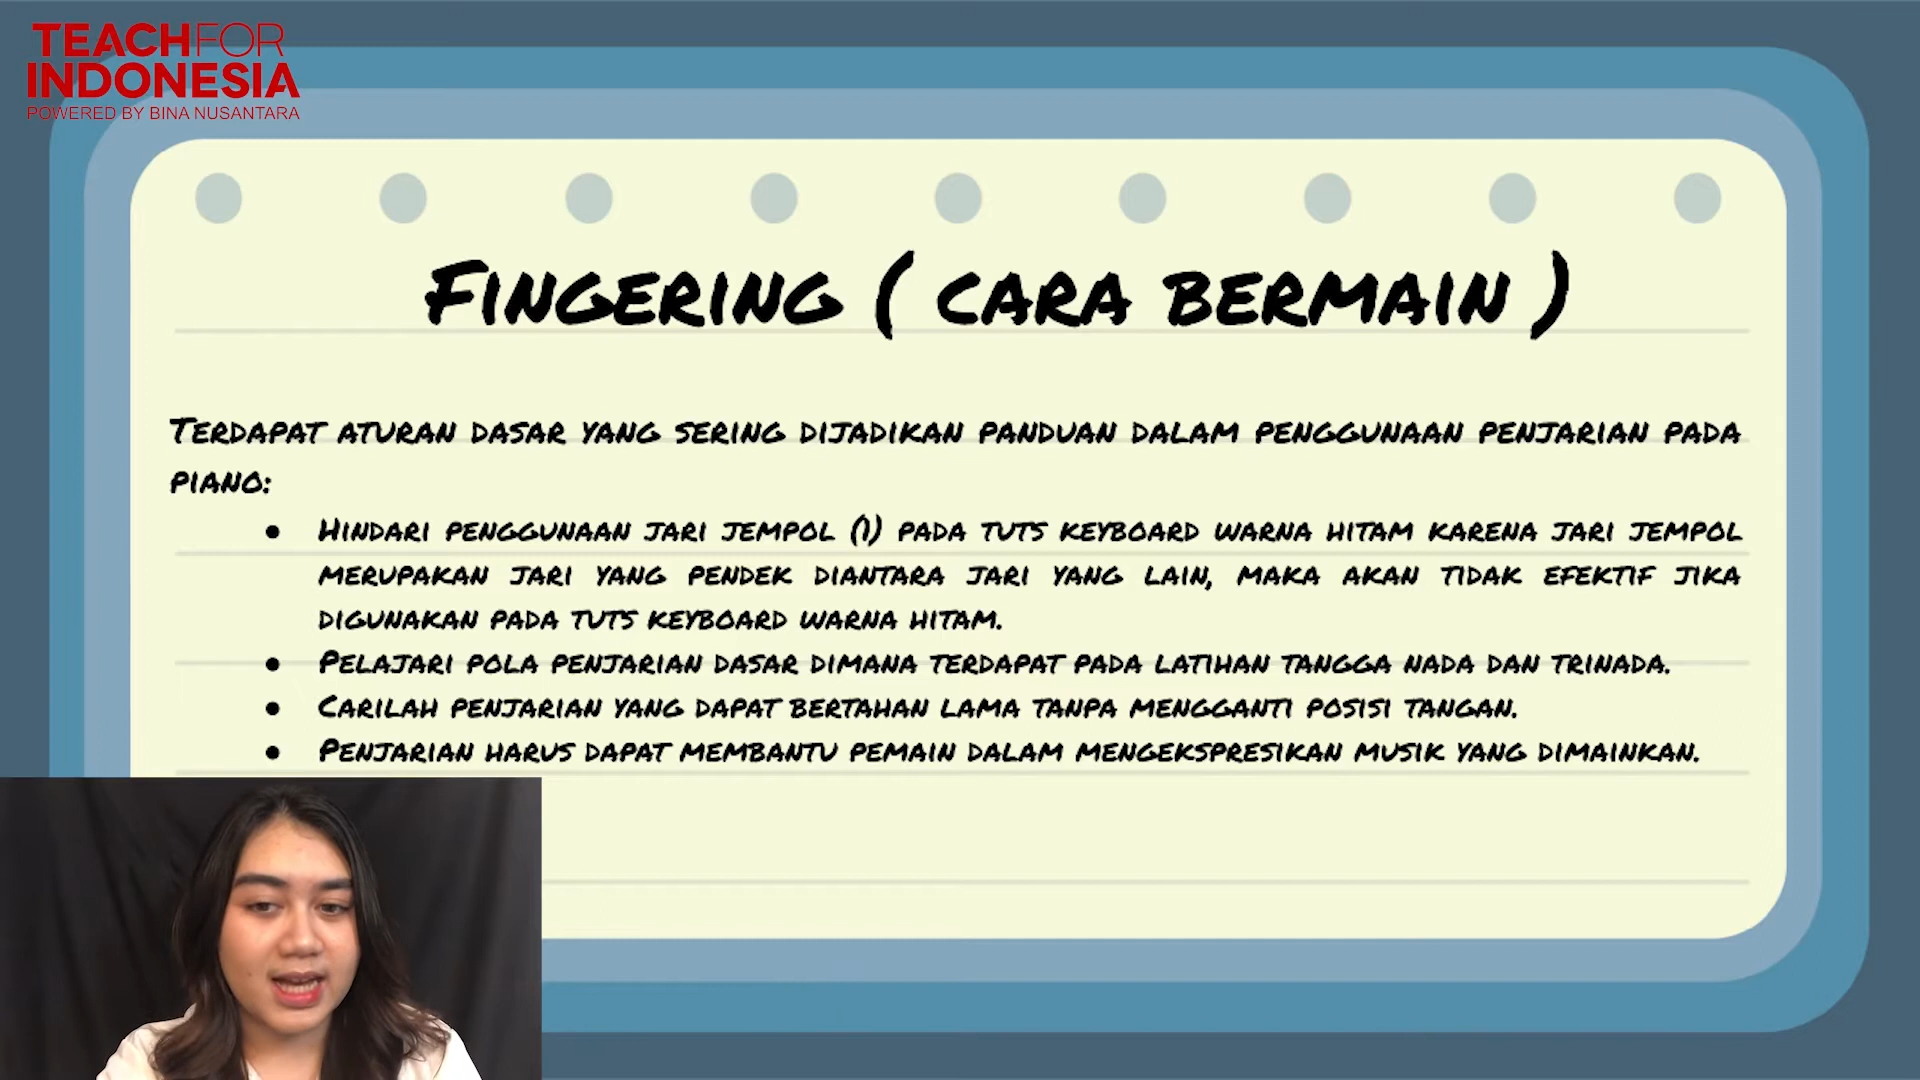 TEACHFOR
INDONESIA
POWERED BY BINA NUSANTARA
FINGERING ( CARA BERMAIN )
TERDAPAT ATURAN DASAR YANG SERING DIJADIKAN PANDUAN DALAM PENGGUNAAN PENJARIAN PADA
PIANO:
● HINDARI PENGGUNAAN JARI JEMPOL (1) PADA TUTS KEYBOARD WARNA HITAM KARENA JARI JEMPOL
MERUPAKAN JARI YANG PENDEK DIANTARA JARI YANG LAIN, MAKA AKAN TIDAK EFEKTIF JIKA
DIGUNAKAN PADA TUTS KEYBOARD WARNA HITAM.
● PELAJARI POLA PENJARIAN DASAR DIMANA TERDAPAT PADA LATIHAN TANGGA NADA DAN TRINADA.
● CARILAH PENJARIAN YANG DAPAT BERTAHAN LAMA TANPA MENGGANTI POSISI TANGAN.
● PENJARIAN HARUS DAPAT MEMBANTU PEMAIN DALAM MENGEKSPRESIKAN MUSIK YANG DIMAINKAN.